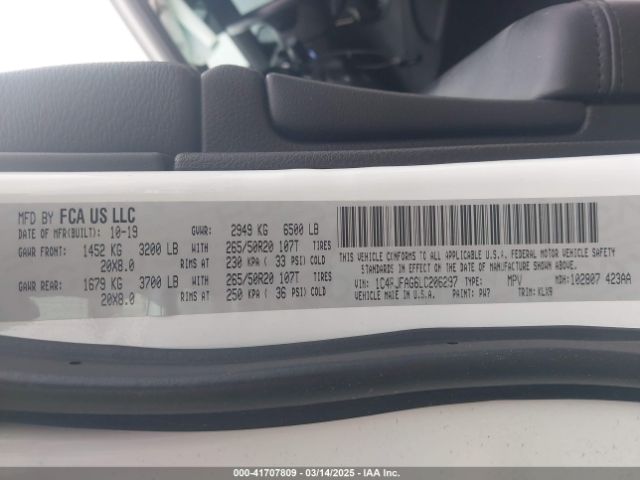 MFD BY FCA US LLC
DATE OF MFR(BUILT): 10-19 GVWR: 2949 KG 6500 LB
GAWR FRONT: 1452 KG 3200 LB WITH 265/50R20 107T TIRES
20X8.0 RIMS AT 230 KPA ( 33 PSI) COLD
GAWR REAR: 1679 KG 3700 LB WITH 265/50R20 107T TIRES
20X8.0 RIMS AT 250 KPA ( 36 PSI) COLD
THIS VEHICLE CONFORMS TO ALL APPLICABLE U.S.A. FEDERAL MOTOR VEHICLE SAFETY
STANDARDS IN EFFECT ON THE DATE OF MANUFACTURE SHOWN ABOVE.
VIN: TYPE: MPV MDH: 102807 423AA
VEHICLE MADE IN U.S.A. PAINT: PW7 TRIM: KLX9
000-41707809 — 03/14/2025 — IAA Inc.